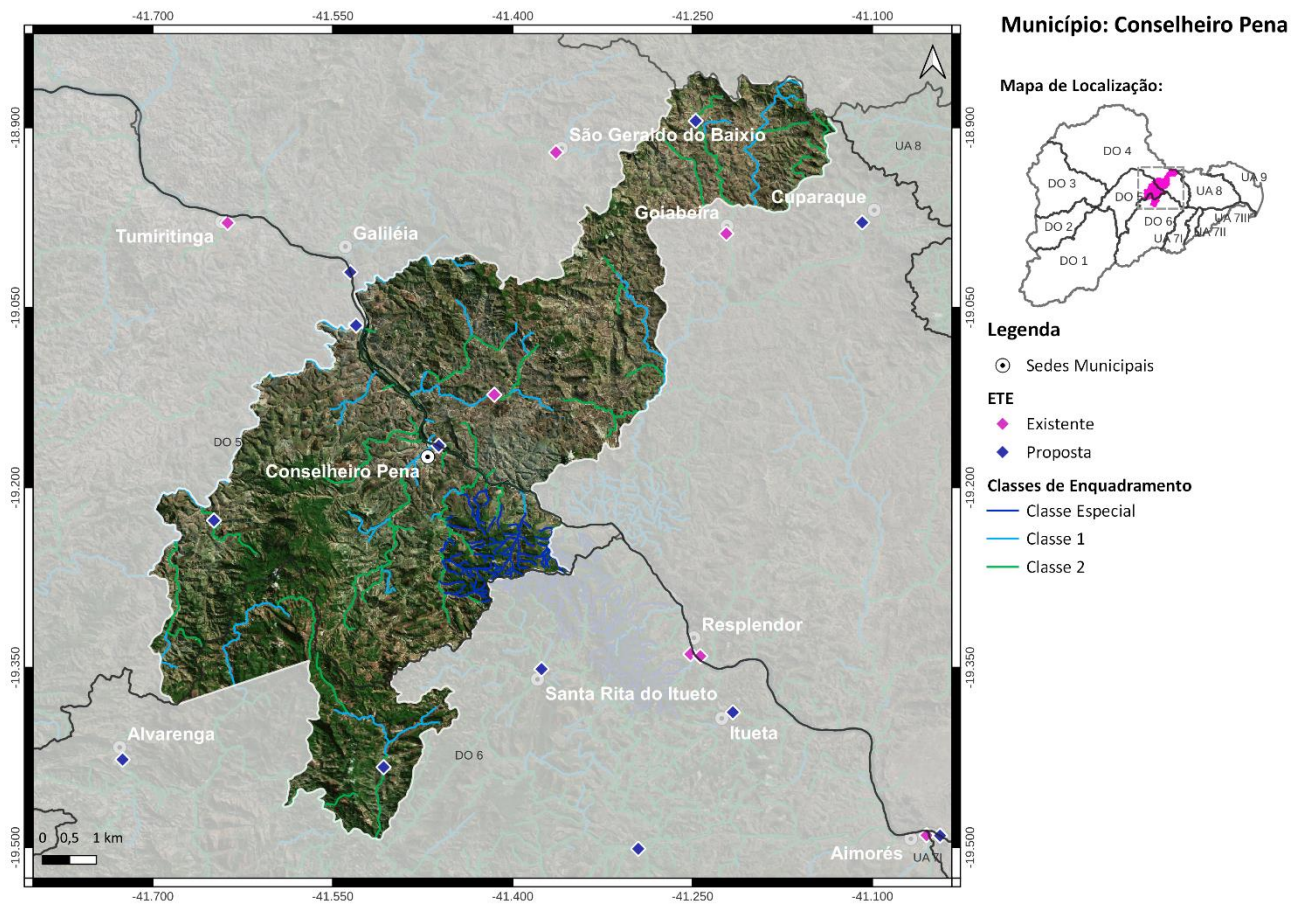 Município: Conselheiro Pena
-41.700 -41.550 -41.400 -41.250 -41.100
Mapa de Localização:
DO 4
DO 3
DO 5
UA 8
UA 9
DO 2
DO 6
UA 7III
UA 7II
UA 7I
DO 1
-18.900
-18.900
São Geraldo do Baixio
UA 8
Cuparaque
Goiabeira
Tumiritinga
Galiléia
-19.050
-19.050
DO 5
Conselheiro Pena
-19.200
-19.200
Resplendor
-19.350
-19.350
Santa Rita do Itueto
Itueta
Alvarenga
DO 6
0 0,5 1 km
-19.500
-19.500
Aimorés
UA 7I
-41.700 -41.550 -41.400 -41.250 -41.100
Legenda
Sedes Municipais
ETE
Existente
Proposta
Classes de Enquadramento
Classe Especial
Classe 1
Classe 2